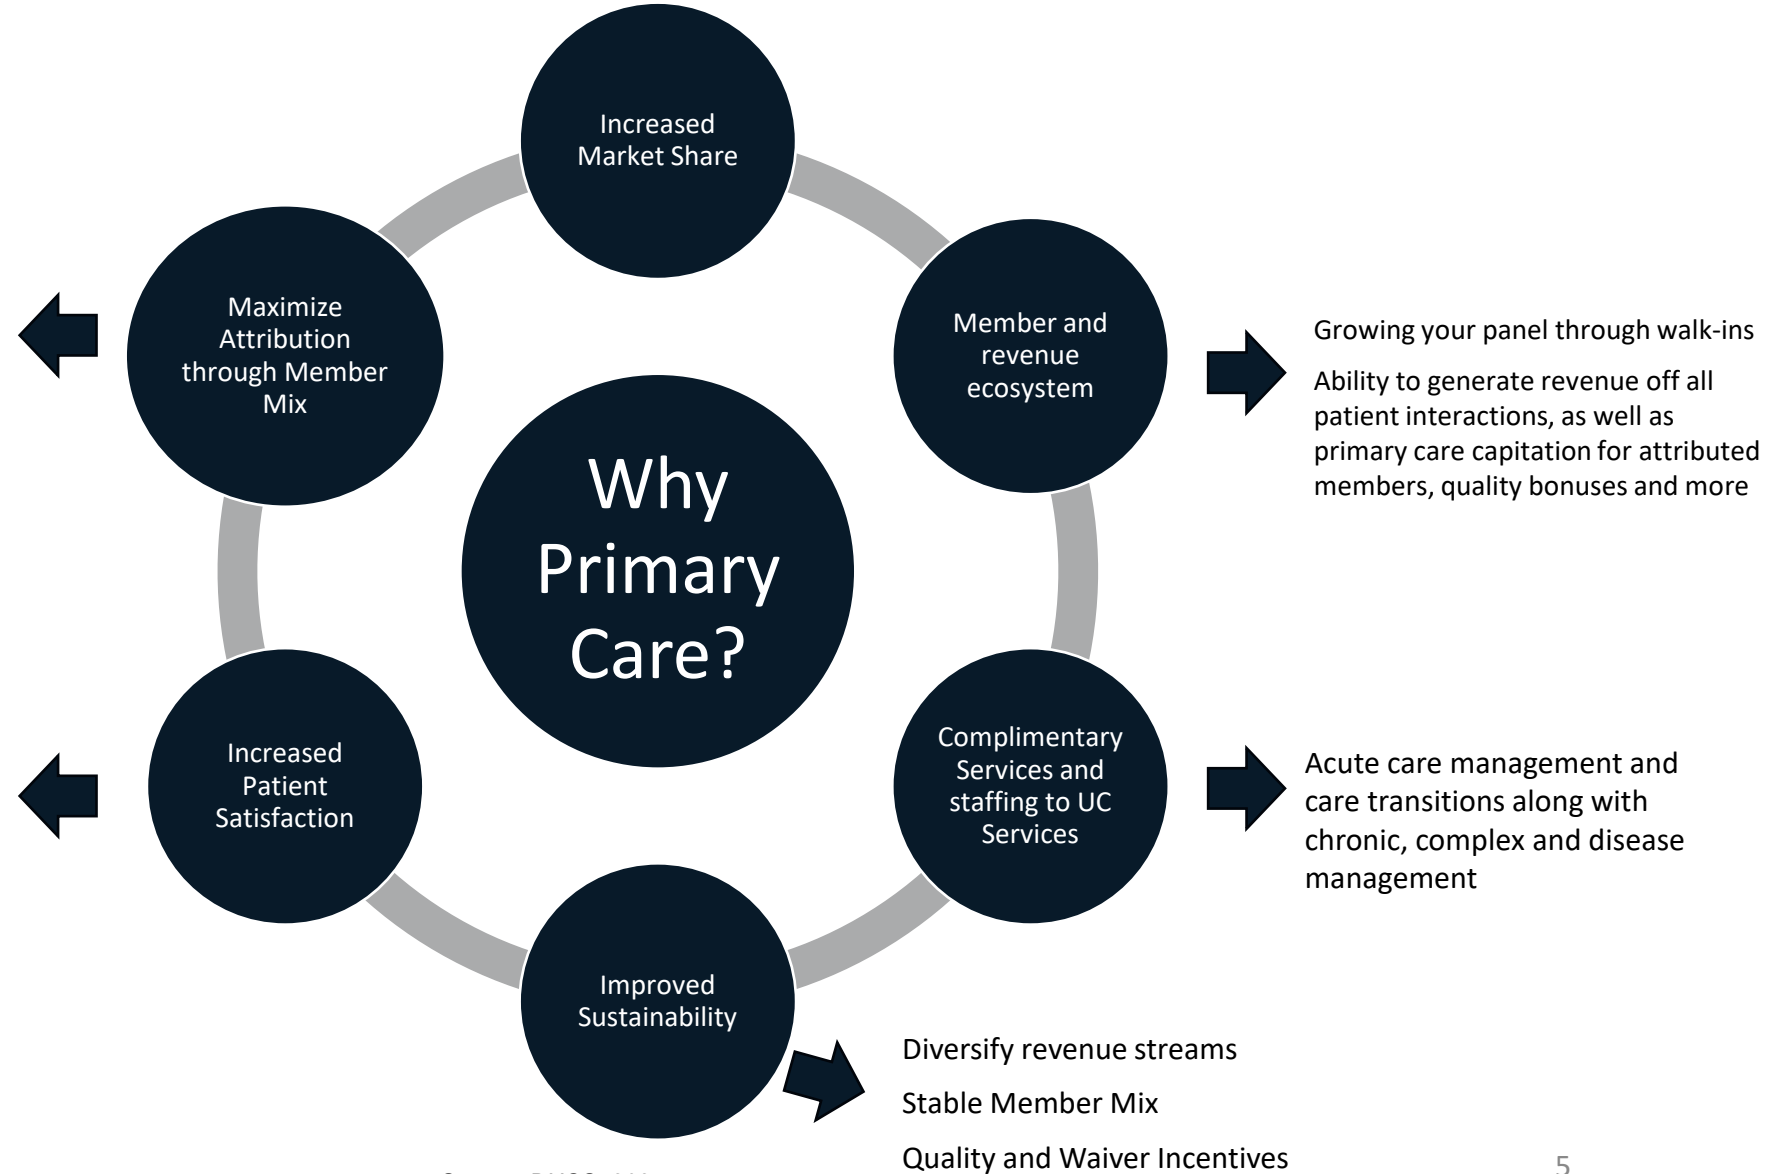 Increased
Market Share
Maximize
Attribution
through Member
Mix
Member and
revenue
ecosystem
Growing your panel through walk-ins
Ability to generate revenue off all
patient interactions, as well as
primary care capitation for attributed
members, quality bonuses and more
Why
Primary
Care?
Increased
Patient
Satisfaction
Complimentary
Services and
staffing to UC
Services
Acute care management and
care transitions along with
chronic, complex and disease
management
Improved
Sustainability
Diversify revenue streams
Stable Member Mix
Quality and Waiver Incentives
5